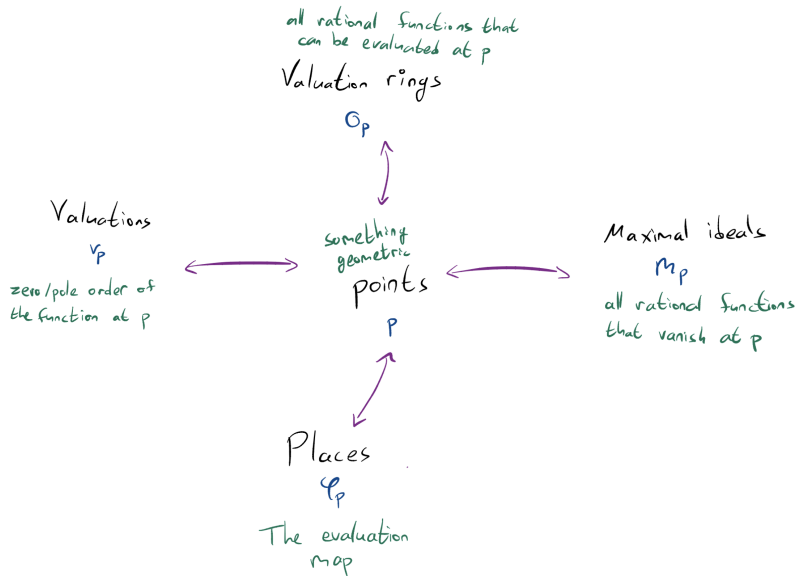 all rational functions that
can be evaluated at p
Valuation rings
O_p
Valuations
v_p
zero/pole order of
the function at p
something
geometric
points
p
Maximal ideals
m_p
all rational functions
that vanish at p
Places
φ_p
The evaluation
map